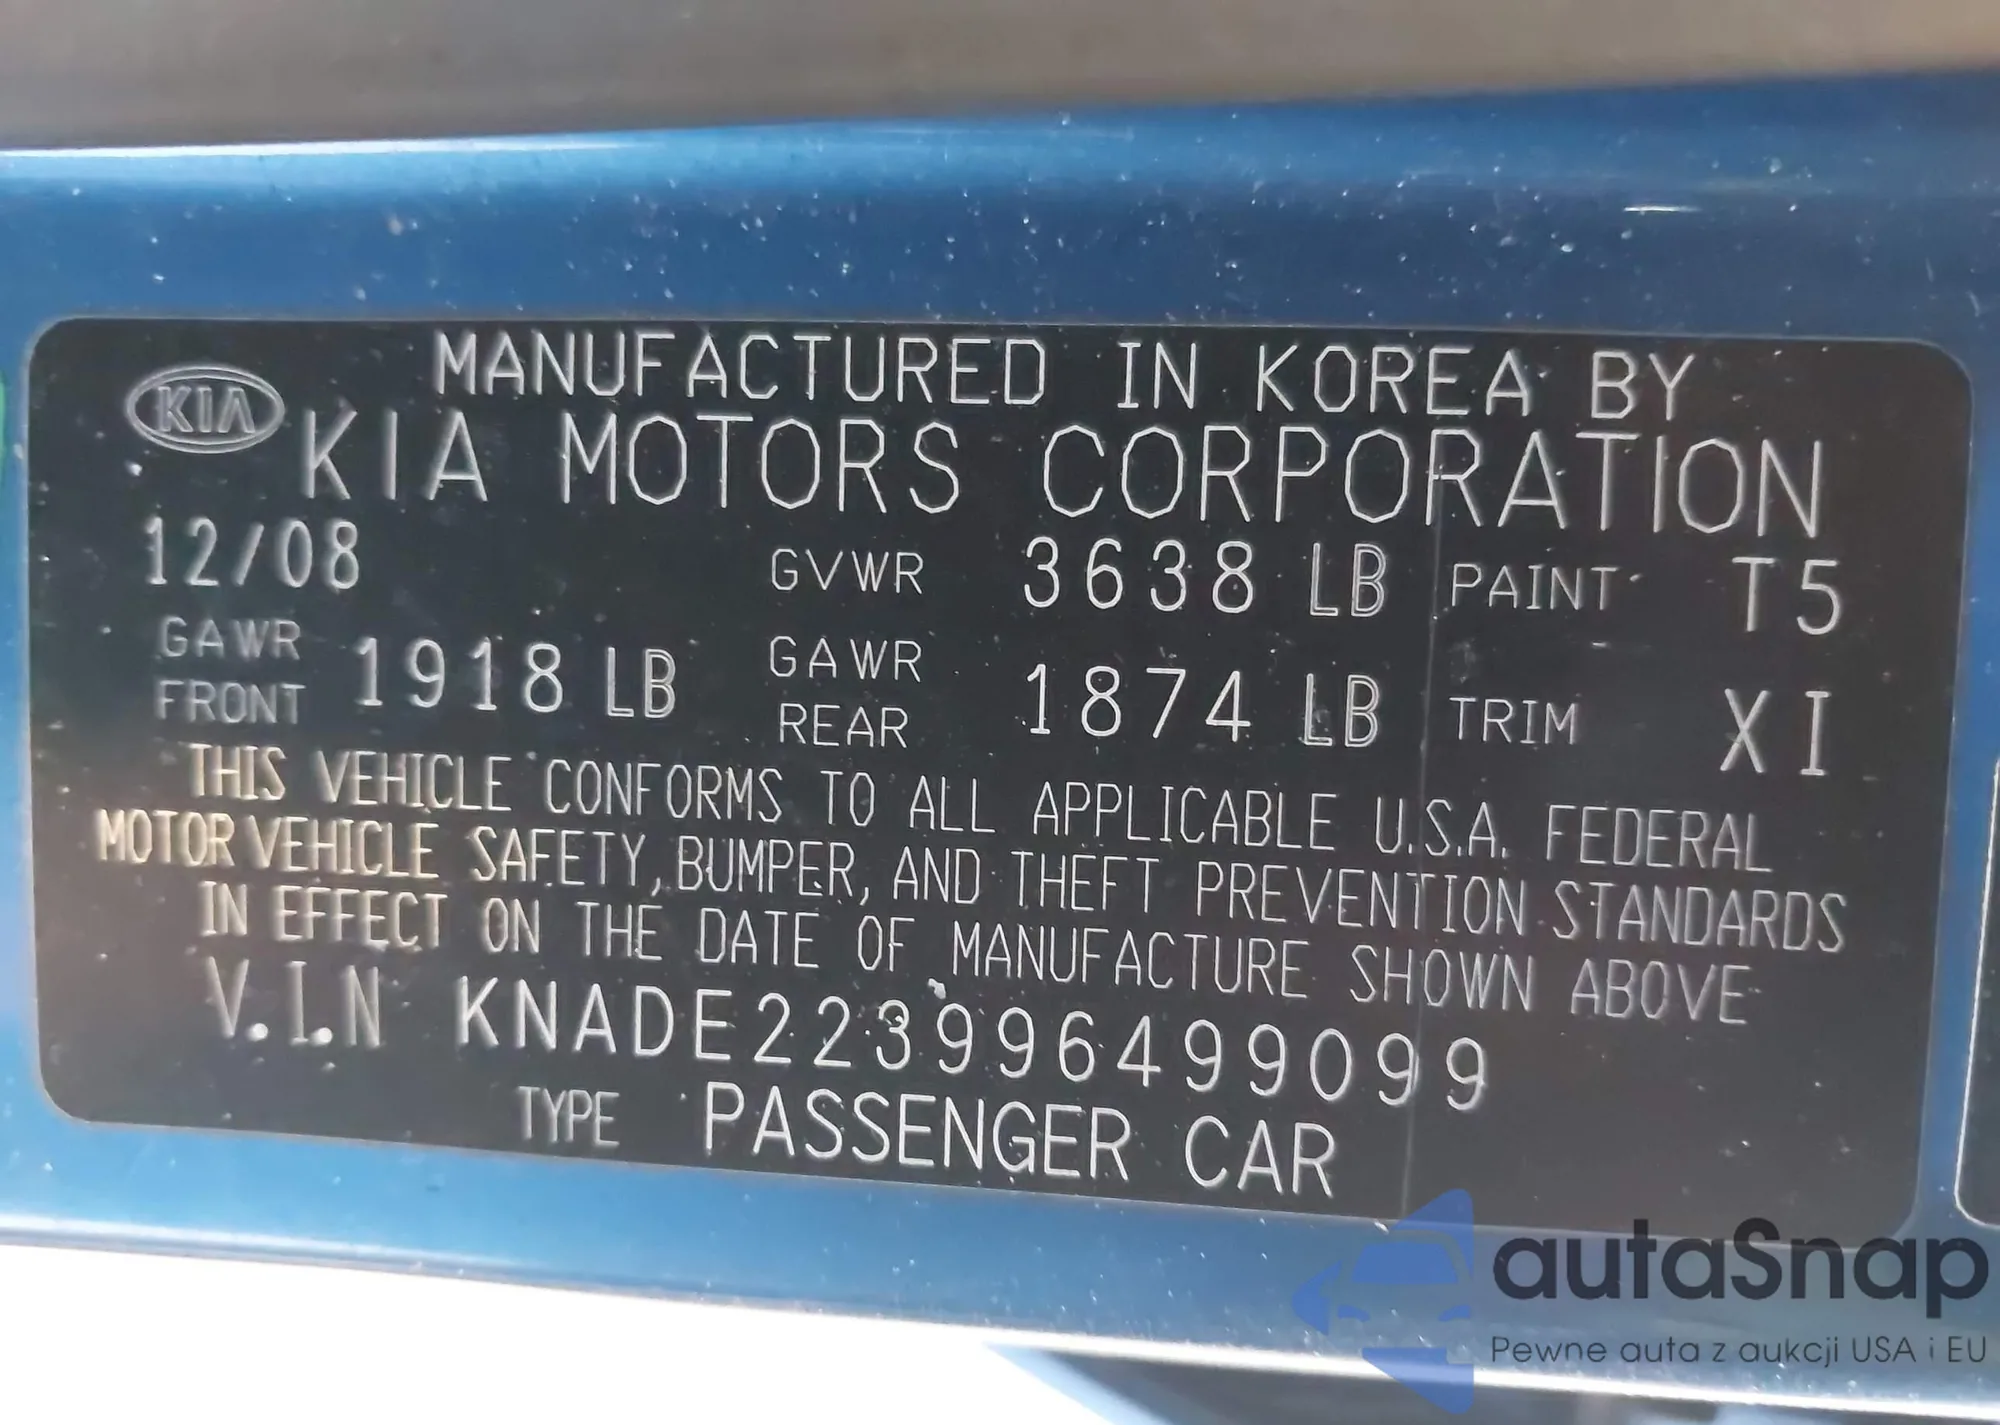 MANUFACTURED IN KOREA BY
KIA KIA MOTORS CORPORATION
12/08 GVWR 3638 LB PAINT T5
GAWR FRONT 1918 LB GAWR REAR 1874 LB TRIM XI
THIS VEHICLE CONFORMS TO ALL APPLICABLE U.S.A. FEDERAL
MOTOR VEHICLE SAFETY, BUMPER, AND THEFT PREVENTION STANDARDS
IN EFFECT ON THE DATE OF MANUFACTURE SHOWN ABOVE
V.I.N KNADE223996499099
TYPE PASSENGER CAR
autaSnap
Pewne auta z aukcji USA i EU